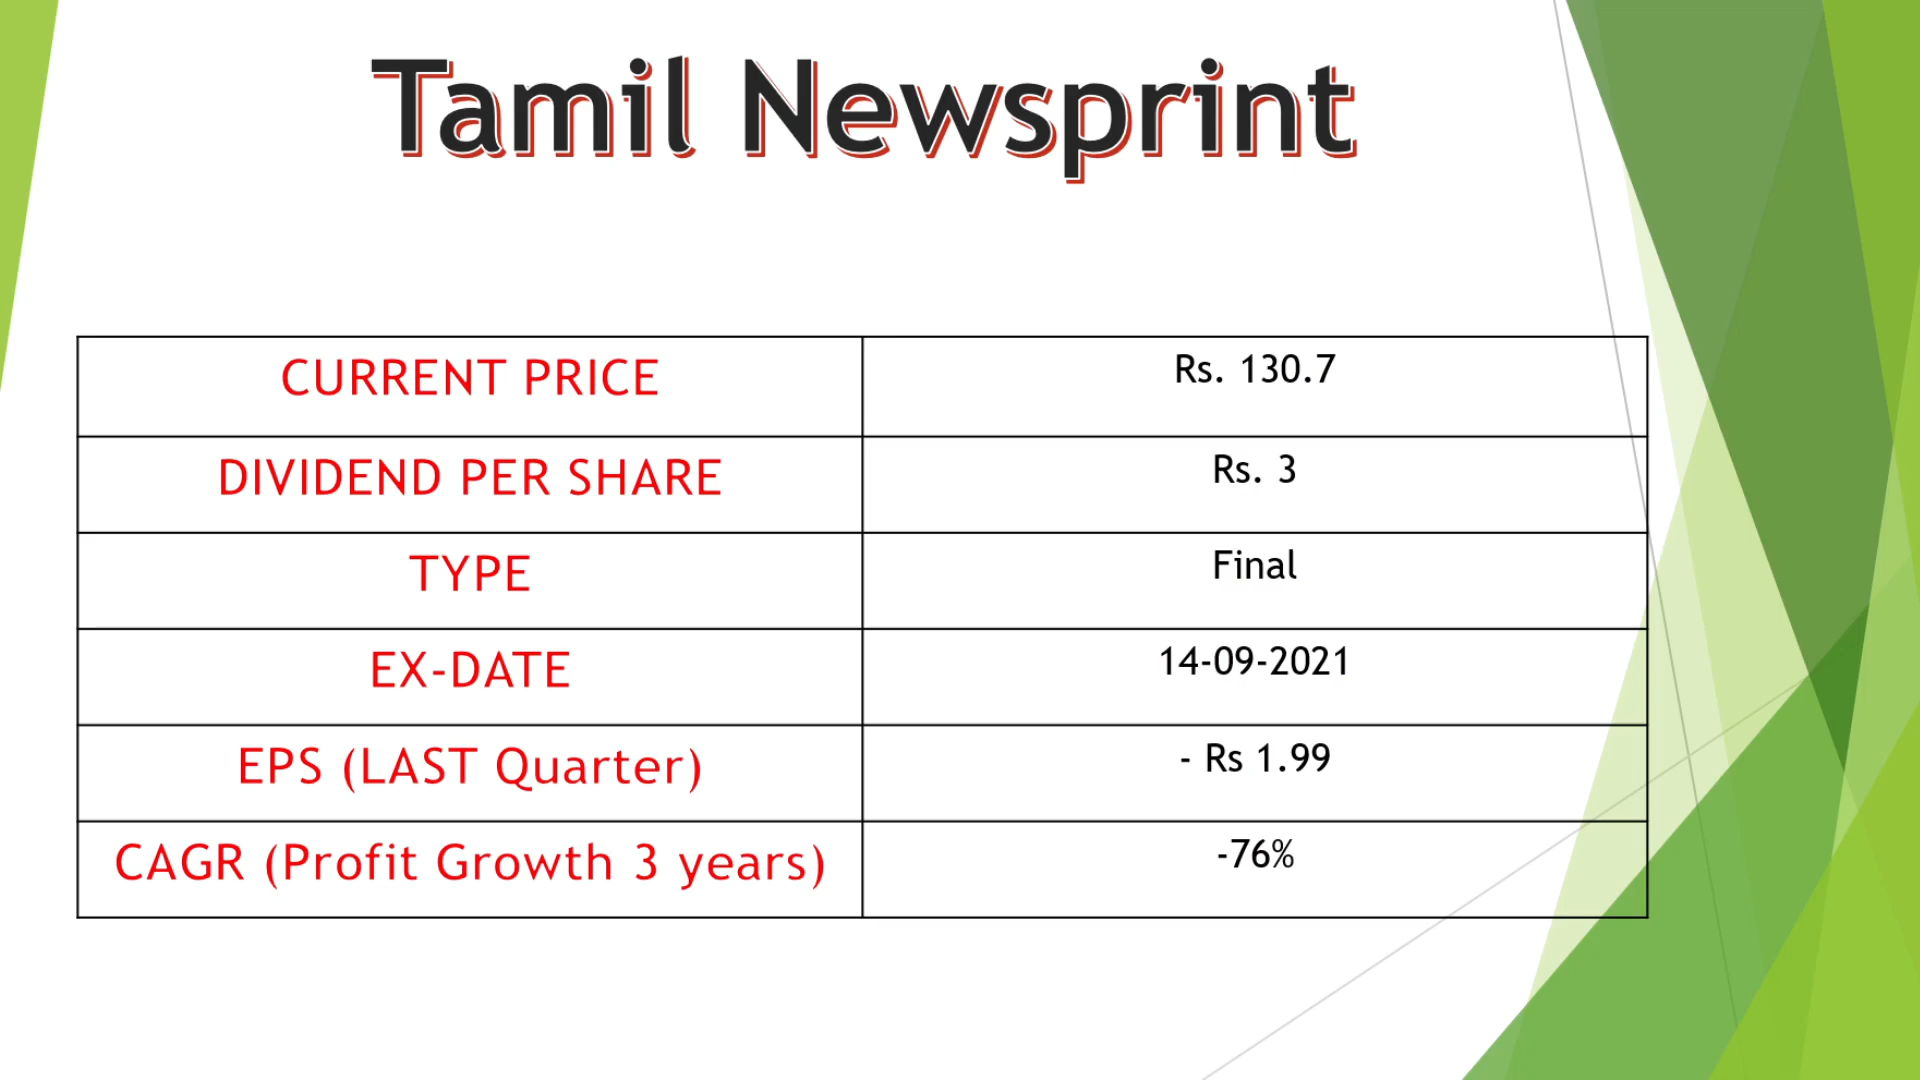 Tamil Newsprint
CURRENT PRICE Rs. 130.7
DIVIDEND PER SHARE Rs. 3
TYPE Final
EX-DATE 14-09-2021
EPS (LAST Quarter) - Rs 1.99
CAGR (Profit Growth 3 years) -76%